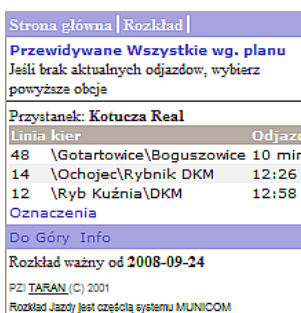 Strona główna Rozkład
Przewidywane Wszystkie wg. planu
Jeśli brak aktualnych odjazdow, wybierz
powyższe obcje
Przystanek: Kotucza Real
Linia kier Odjazd
48 \Gotartowice\Boguszowice 10 min
14 \Ochojec\Rybnik DKM 12:26
12 \Ryb Kuźnia\DKM 12:58
Oznaczenia
Do Góry Info
Rozkład ważny od 2008-09-24
PZI TARAN (C) 2001
Rozkład Jazdy jest częścią systemu MUNICOM